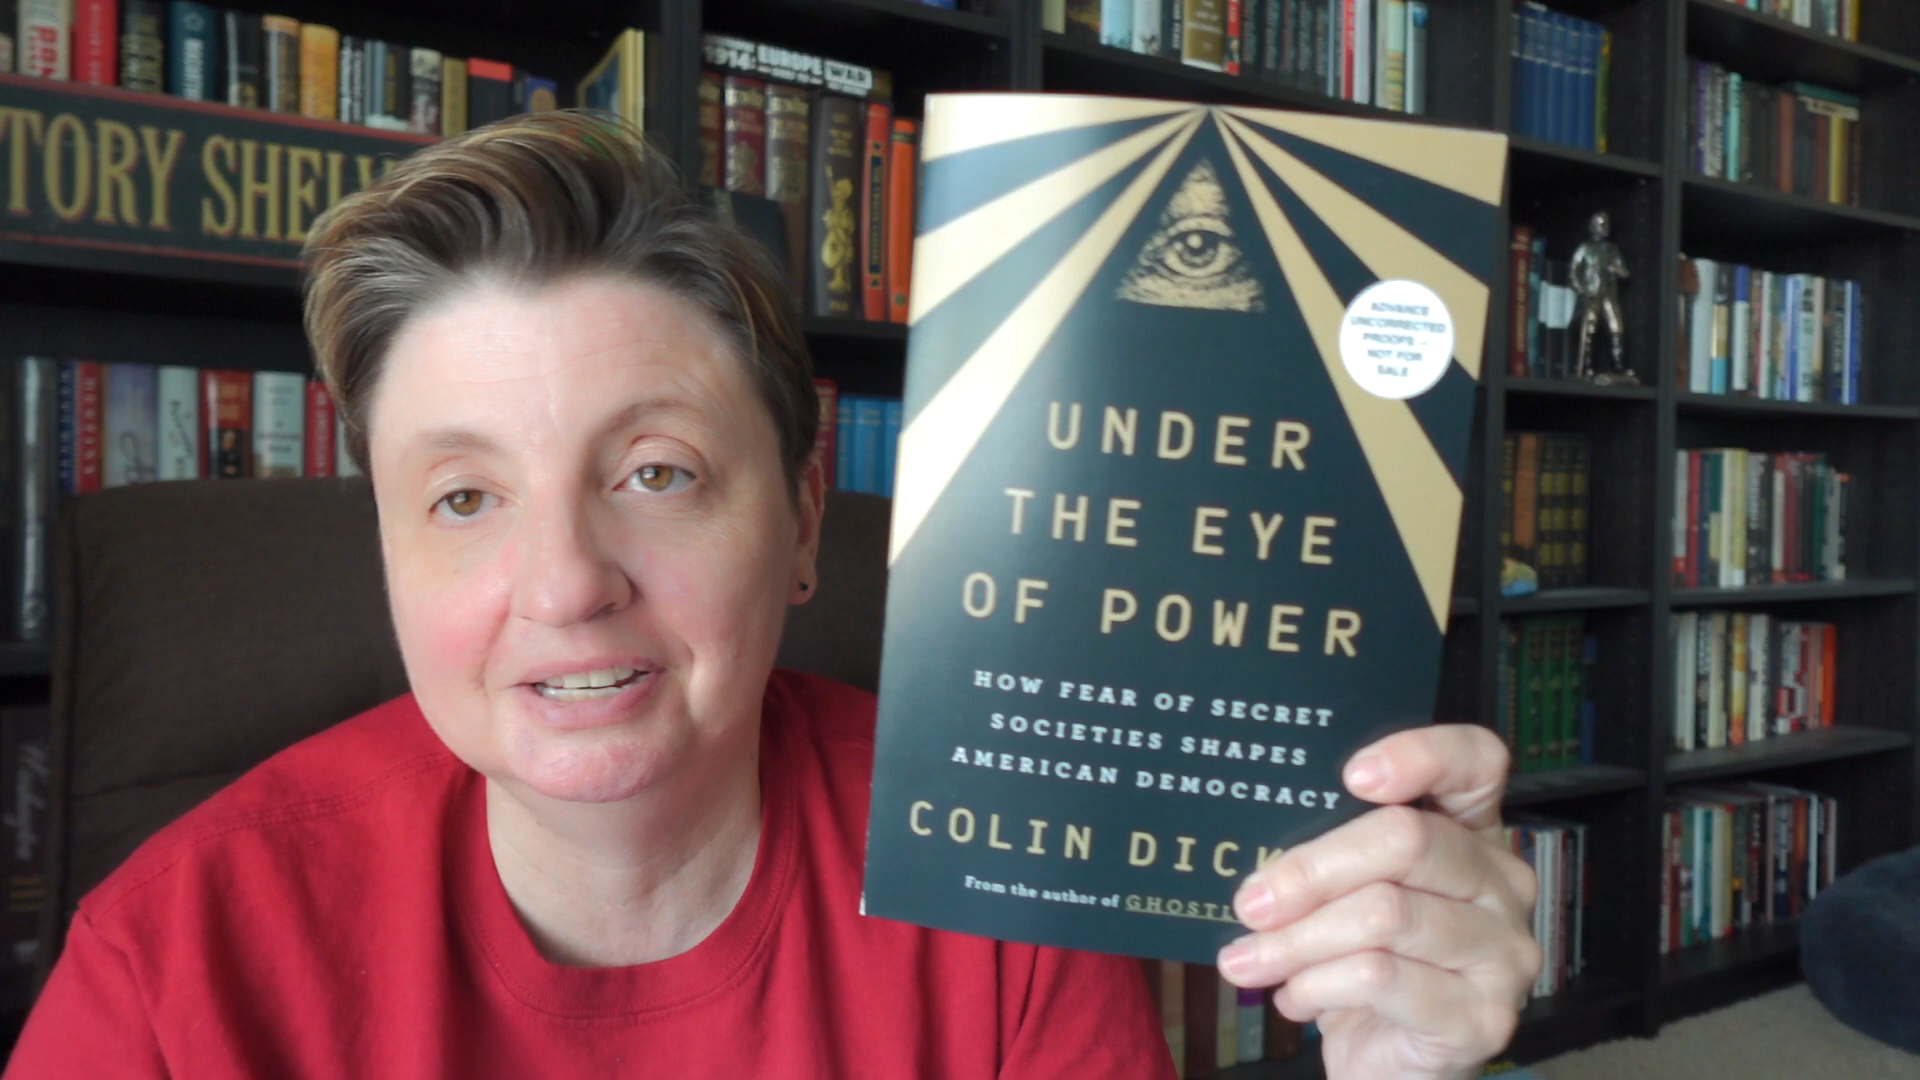 TORY SHELV
1914: EUROPE
WAR
ADVANCE
UNCORRECTED
PROOFS –
NOT FOR
SALE
UNDER
THE EYE
OF POWER
HOW FEAR OF SECRET
SOCIETIES SHAPES
AMERICAN DEMOCRACY
COLIN DICK
From the author of GHOSTL